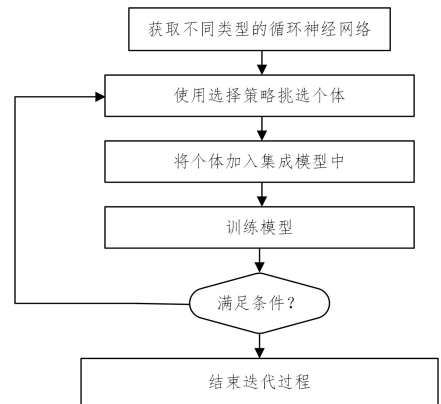 获取不同类型的循环神经网络
使用选择策略挑选个体
将个体加入集成模型中
训练模型
满足条件？
结束迭代过程